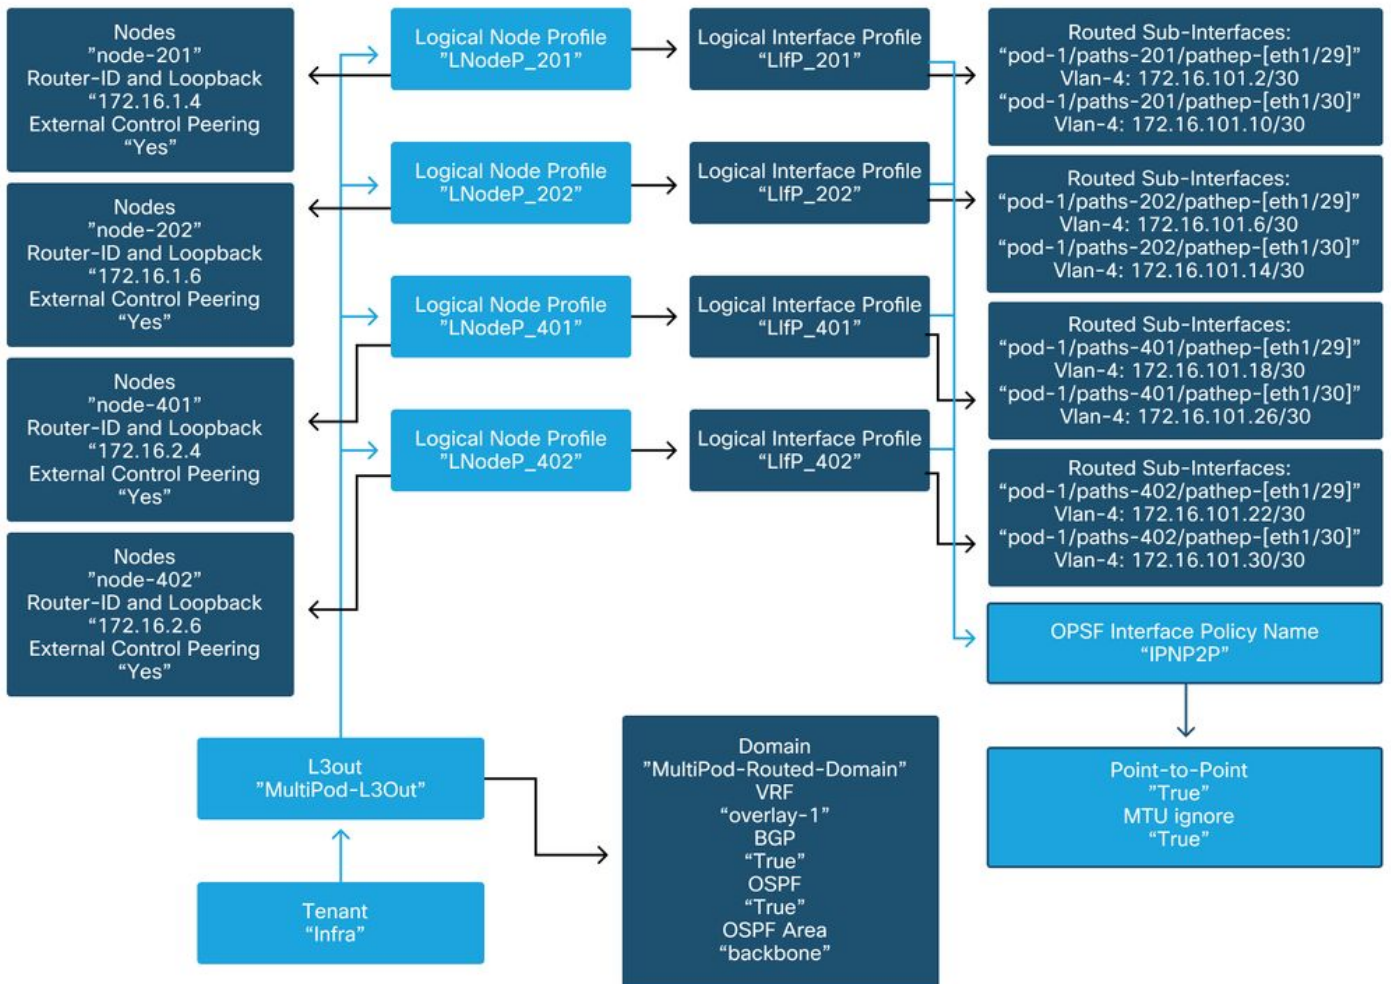 Nodes
”node-201”
Router-ID and Loopback
“172.16.1.4
External Control Peering
“Yes”
Nodes
”node-202”
Router-ID and Loopback
“172.16.1.6
External Control Peering
“Yes”
Nodes
”node-401”
Router-ID and Loopback
“172.16.2.4
External Control Peering
“Yes”
Nodes
”node-402”
Router-ID and Loopback
“172.16.2.6
External Control Peering
“Yes”
Logical Node Profile
”LNodeP_201”
Logical Node Profile
”LNodeP_202”
Logical Node Profile
”LNodeP_401”
Logical Node Profile
”LNodeP_402”
Logical Interface Profile
“LIfP_201”
Logical Interface Profile
“LIfP_202”
Logical Interface Profile
“LIfP_401”
Logical Interface Profile
“LIfP_402”
Routed Sub-Interfaces:
“pod-1/paths-201/pathep-[eth1/29]”
Vlan-4: 172.16.101.2/30
“pod-1/paths-201/pathep-[eth1/30]”
Vlan-4: 172.16.101.10/30
Routed Sub-Interfaces:
“pod-1/paths-202/pathep-[eth1/29]”
Vlan-4: 172.16.101.6/30
“pod-1/paths-202/pathep-[eth1/30]”
Vlan-4: 172.16.101.14/30
Routed Sub-Interfaces:
“pod-1/paths-401/pathep-[eth1/29]”
Vlan-4: 172.16.101.18/30
“pod-1/paths-401/pathep-[eth1/30]”
Vlan-4: 172.16.101.26/30
Routed Sub-Interfaces:
“pod-1/paths-402/pathep-[eth1/29]”
Vlan-4: 172.16.101.22/30
“pod-1/paths-402/pathep-[eth1/30]”
Vlan-4: 172.16.101.30/30
OPSF Interface Policy Name
“IPNP2P”
Point-to-Point
”True”
MTU ignore
“True”
L3out
”MultiPod-L3Out”
Tenant
“Infra”
Domain
”MultiPod-Routed-Domain”
VRF
“overlay-1”
BGP
“True”
OSPF
“True”
OSPF Area
“backbone”